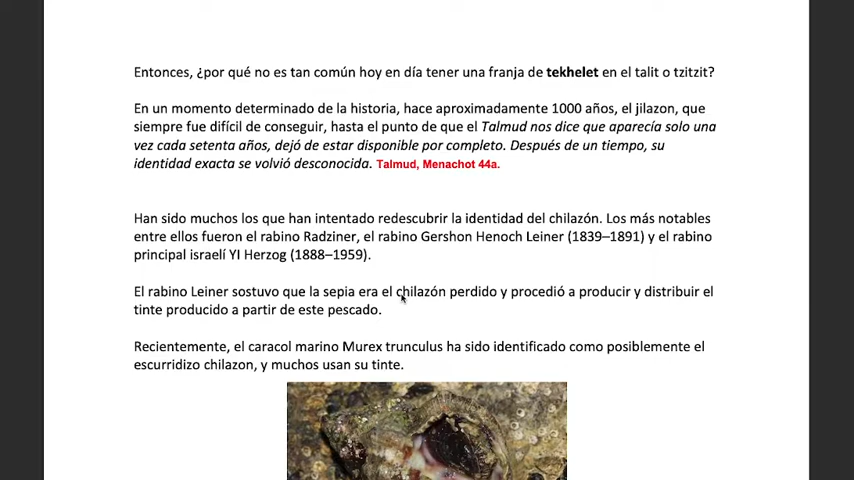 Entonces, ¿por qué no es tan común hoy en día tener una franja de tekhelet en el talit o tzitzit?
En un momento determinado de la historia, hace aproximadamente 1000 años, el jilazon, que
siempre fue difícil de conseguir, hasta el punto de que el Talmud nos dice que aparecía solo una
vez cada setenta años, dejó de estar disponible por completo. Después de un tiempo, su
identidad exacta se volvió desconocida. Talmud, Menachot 44a.
Han sido muchos los que han intentado redescubrir la identidad del chilazón. Los más notables
entre ellos fueron el rabino Radziner, el rabino Gershon Henoch Leiner (1839–1891) y el rabino
principal israelí YI Herzog (1888–1959).
El rabino Leiner sostuvo que la sepia era el chilazón perdido y procedió a producir y distribuir el
tinte producido a partir de este pescado.
Recientemente, el caracol marino Murex trunculus ha sido identificado como posiblemente el
escurridizo chilazon, y muchos usan su tinte.